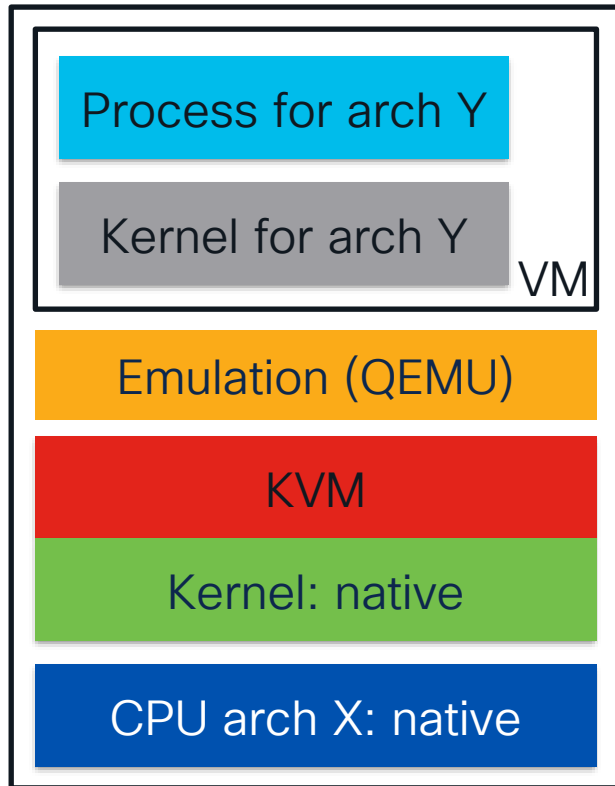 Process for arch Y
Kernel for arch Y
VM
Emulation (QEMU)
KVM
Kernel: native
CPU arch X: native